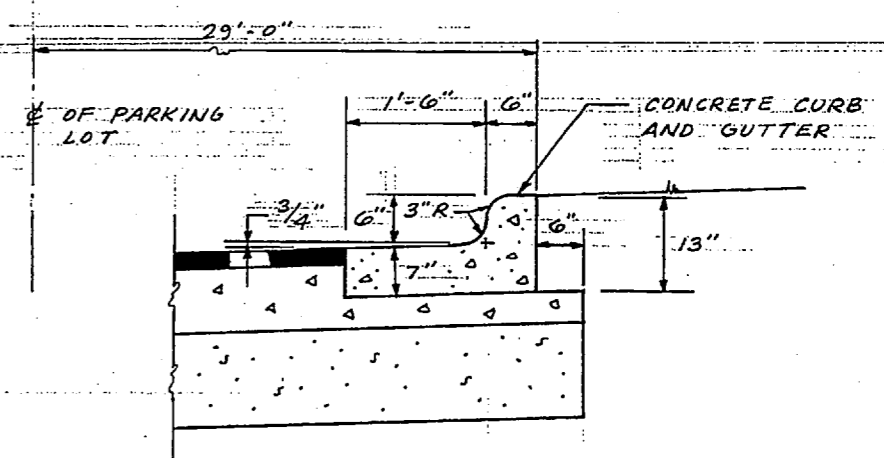 29'-0"
℄ OF PARKING
LOT
1'-6"
6"
CONCRETE CURB
AND GUTTER
3/4"
6"
3"R
6"
13"
7"